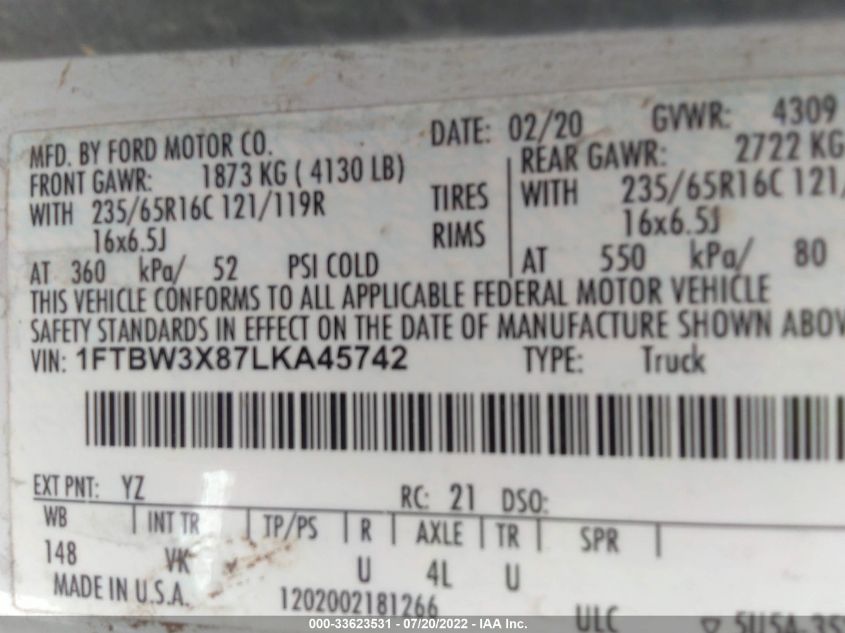 MFD. BY FORD MOTOR CO. DATE: 02/20 GVWR: 4309
FRONT GAWR: 1873 KG ( 4130 LB) REAR GAWR: 2722 KG
WITH 235/65R16C 121/119R TIRES WITH 235/65R16C 121/
16x6.5J RIMS 16x6.5J
AT 360 kPa/ 52 PSI COLD AT 550 kPa/ 80
THIS VEHICLE CONFORMS TO ALL APPLICABLE FEDERAL MOTOR VEHICLE
SAFETY STANDARDS IN EFFECT ON THE DATE OF MANUFACTURE SHOWN ABOV
VIN: 1FTBW3X87LKA45742 TYPE: Truck
EXT PNT: YZ RC: 21 DSO:
WB INT TR TP/PS R AXLE TR SPR
148 VK U 4L U
MADE IN U.S.A. 1202002181266 ULC
000-33623531 - 07/20/2022 - IAA Inc.